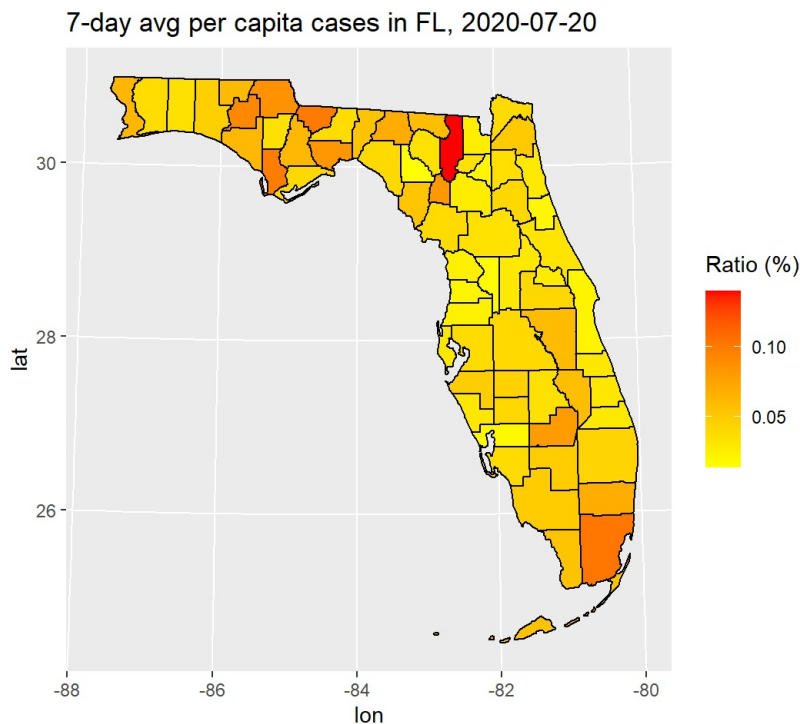 7-day avg per capita cases in FL, 2020-07-20
30
28
26
lat
-88
-86
-84
-82
-80
lon
Ratio (%)
0.10
0.05